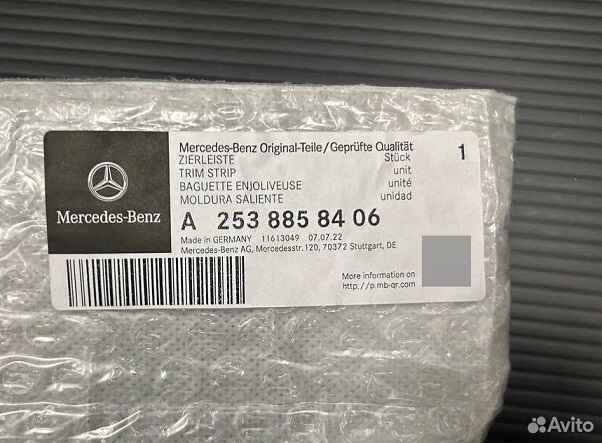 Mercedes-Benz
Mercedes-Benz Original-Teile/Geprüfte Qualität
ZIERLEISTE Stück 1
TRIM STRIP unit
BAGUETTE ENJOLIVEUSE unité
MOLDURA SALIENTE unidad
A 253 885 84 06
Made in GERMANY 11613049 07.07.22
Mercedes-Benz AG, Mercedesstr.120, 70372 Stuttgart, DE
More information on
http://p.mb-qr.com/
Avito